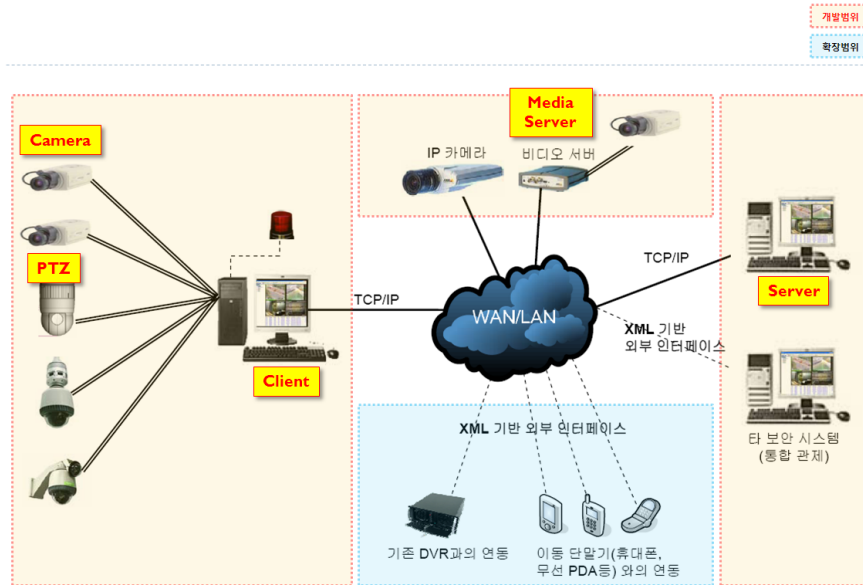 개발범위
확장범위
Camera
PTZ
Client
TCP/IP
Media
Server
IP 카메라
비디오 서버
WAN/LAN
TCP/IP
Server
XML 기반
외부 인터페이스
타 보안 시스템
(통합 관제)
XML 기반 외부 인터페이스
기존 DVR과의 연동
이동 단말기(휴대폰,
무선 PDA등) 와의 연동